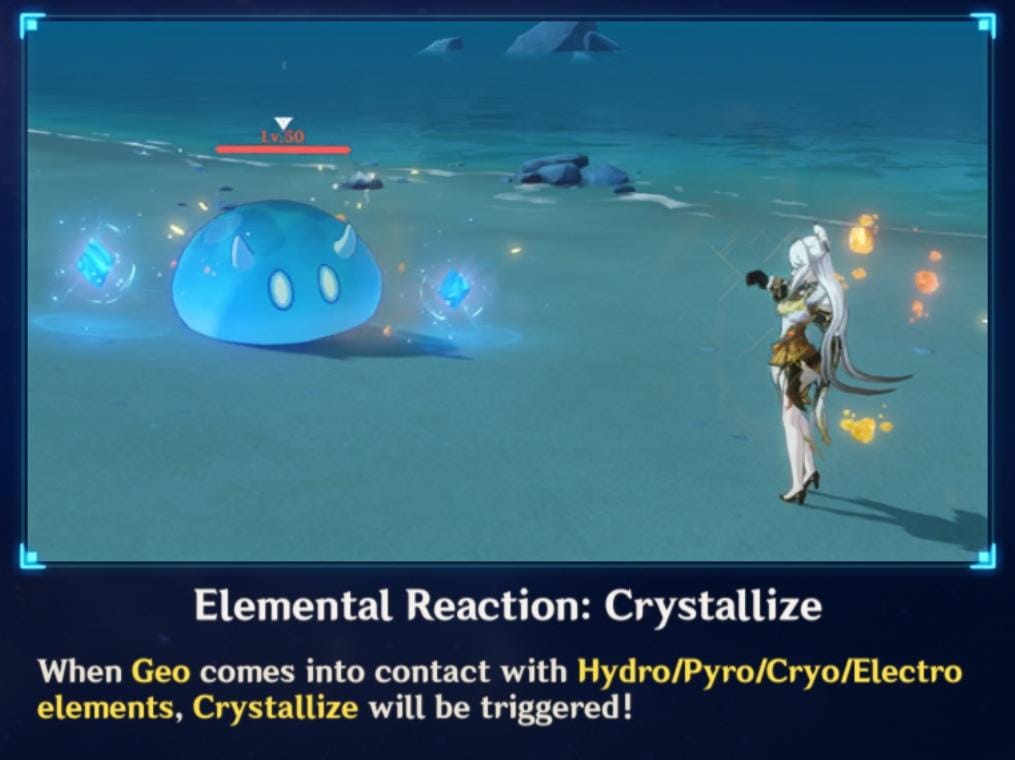 Lv.50
Elemental Reaction: Crystallize
When Geo comes into contact with Hydro/Pyro/Cryo/Electro
elements, Crystallize will be triggered!